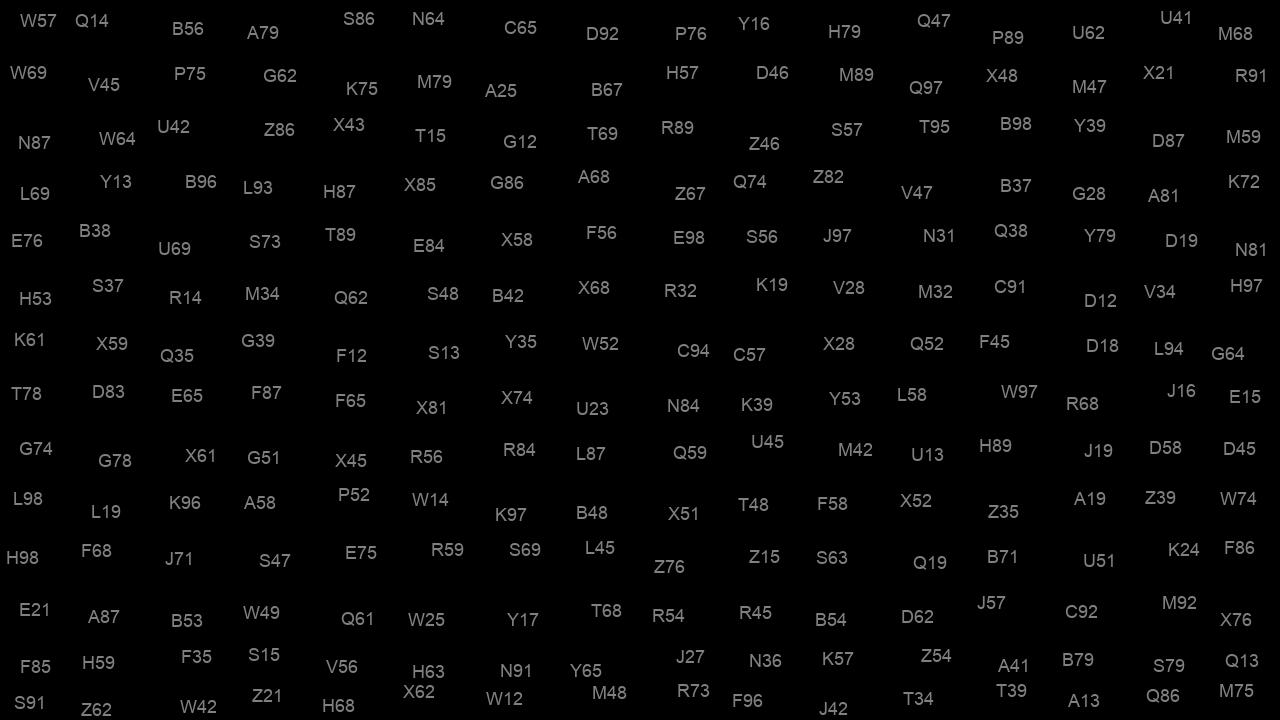 W57 Q14 B56 A79 S86 N64 C65 D92 P76 Y16 H79 Q47 P89 U62 U41 M68
W69 V45 P75 G62 K75 M79 A25 B67 H57 D46 M89 Q97 X48 M47 X21 R91
N87 W64 U42 Z86 X43 T15 G12 T69 R89 Z46 S57 T95 B98 Y39 D87 M59
L69 Y13 B96 L93 H87 X85 G86 A68 Z67 Q74 Z82 V47 B37 G28 A81 K72
E76 B38 U69 S73 T89 E84 X58 F56 E98 S56 J97 N31 Q38 Y79 D19 N81
H53 S37 R14 M34 Q62 S48 B42 X68 R32 K19 V28 M32 C91 D12 V34 H97
K61 X59 Q35 G39 F12 S13 Y35 W52 C94 C57 X28 Q52 F45 D18 L94 G64
T78 D83 E65 F87 F65 X81 X74 U23 N84 K39 Y53 L58 W97 R68 J16 E15
G74 G78 X61 G51 X45 R56 R84 L87 Q59 U45 M42 U13 H89 J19 D58 D45
L98 L19 K96 A58 P52 W14 K97 B48 X51 T48 F58 X52 Z35 A19 Z39 W74
H98 F68 J71 S47 E75 R59 S69 L45 Z76 Z15 S63 Q19 B71 U51 K24 F86
E21 A87 B53 W49 Q61 W25 Y17 T68 R54 R45 B54 D62 J57 C92 M92 X76
F85 H59 F35 S15 V56 H63 N91 Y65 J27 N36 K57 Z54 A41 B79 S79 Q13
S91 Z62 W42 Z21 H68 X62 W12 M48 R73 F96 J42 T34 T39 A13 Q86 M75